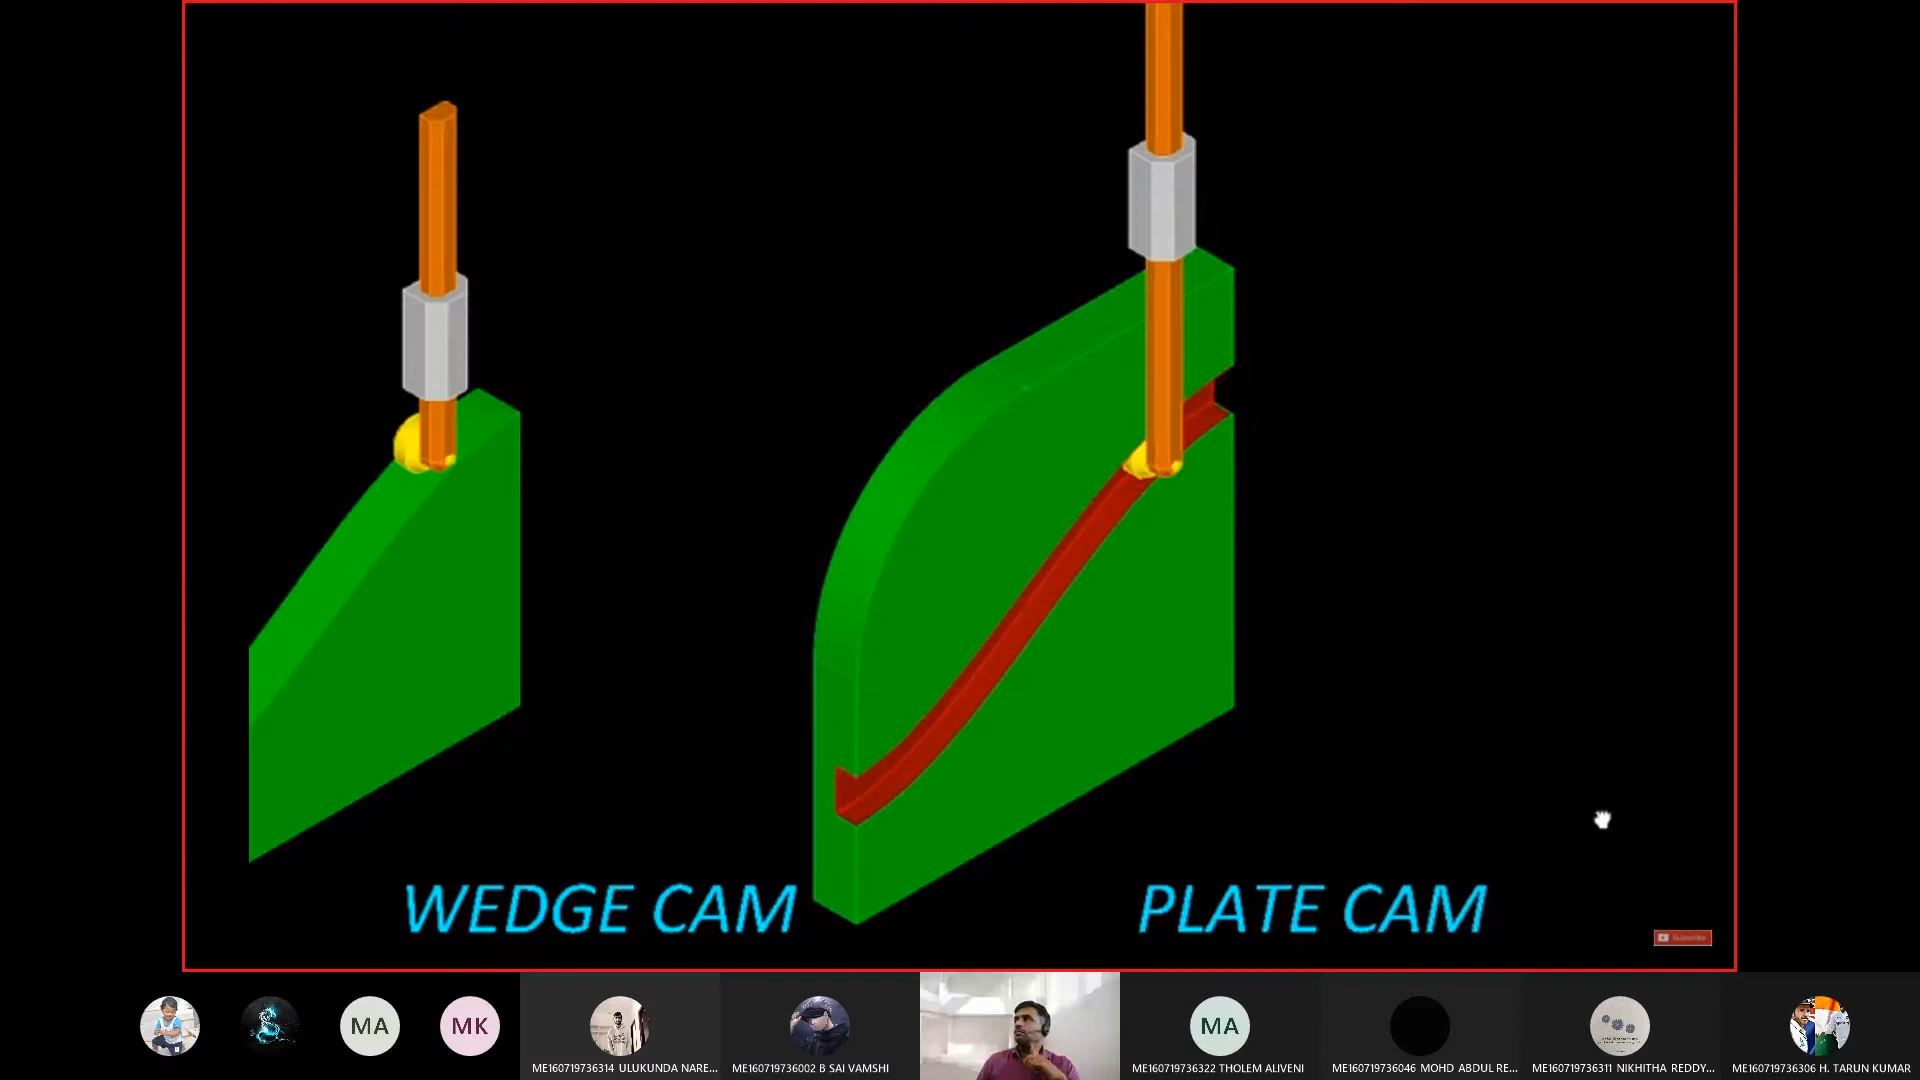 WEDGE CAM
PLATE CAM
Subscribe
MA
MK
MA
ME160719736314 ULUKUNDA NARE...
ME160719736002 B SAI VAMSHI
ME160719736322 THOLEM ALIVENI
ME160719736046 MOHD ABDUL RE...
ME160719736311 NIKHITHA REDDY...
ME160719736306 H. TARUN KUMAR